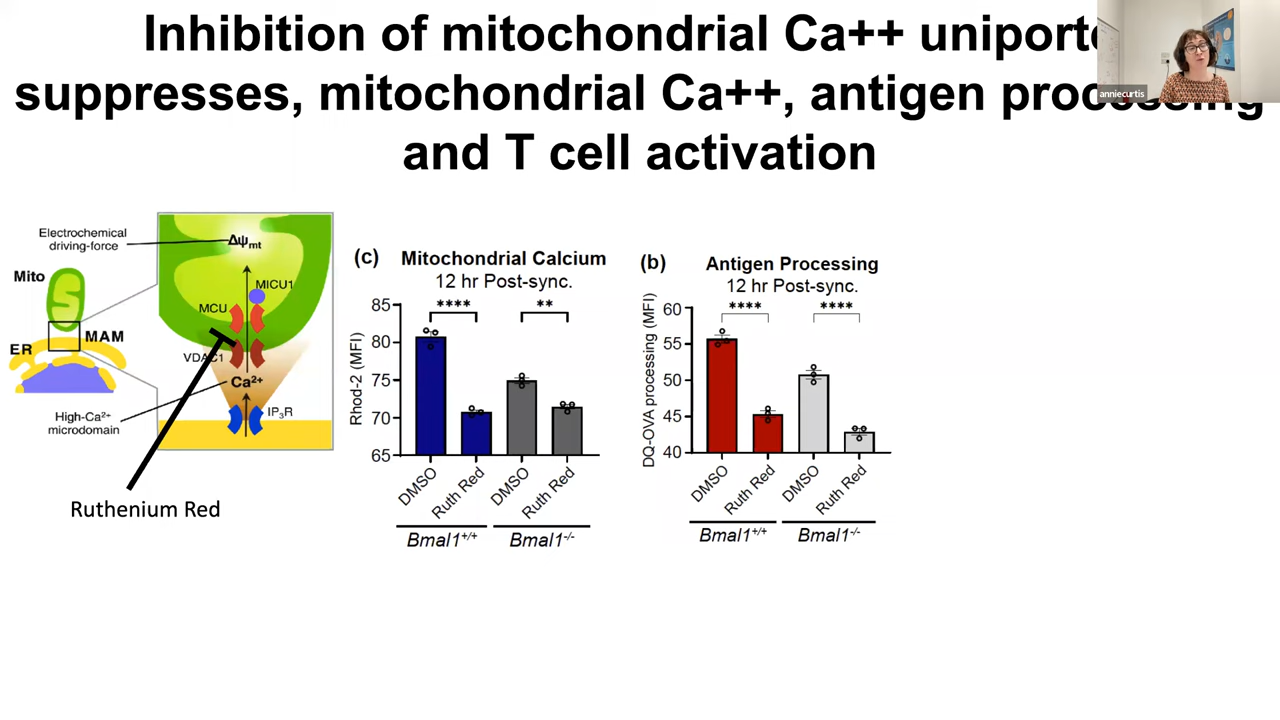 Inhibition of mitochondrial Ca++
suppresses, mitochondrial Ca++, antigen
and T cell activation
anniecurtis
Electrochemical
driving-force
Δψmt
Mito
MICU1
MCU
MAM
ER
VDAC1
Ca²⁺
High-Ca²⁺
microdomain
IP₃R
Ruthenium Red
(c) Mitochondrial Calcium
12 hr Post-sync.
Rhod-2 (MFI)
85
80
75
70
65
**** **
DMSO
Ruth Red
DMSO
Ruth Red
Bmal1+/+ Bmal1-/-
(b) Antigen Processing
12 hr Post-sync.
DQ-OVA processing (MFI)
60
55
50
45
40
**** ****
DMSO
Ruth Red
DMSO
Ruth Red
Bmal1+/+ Bmal1-/-